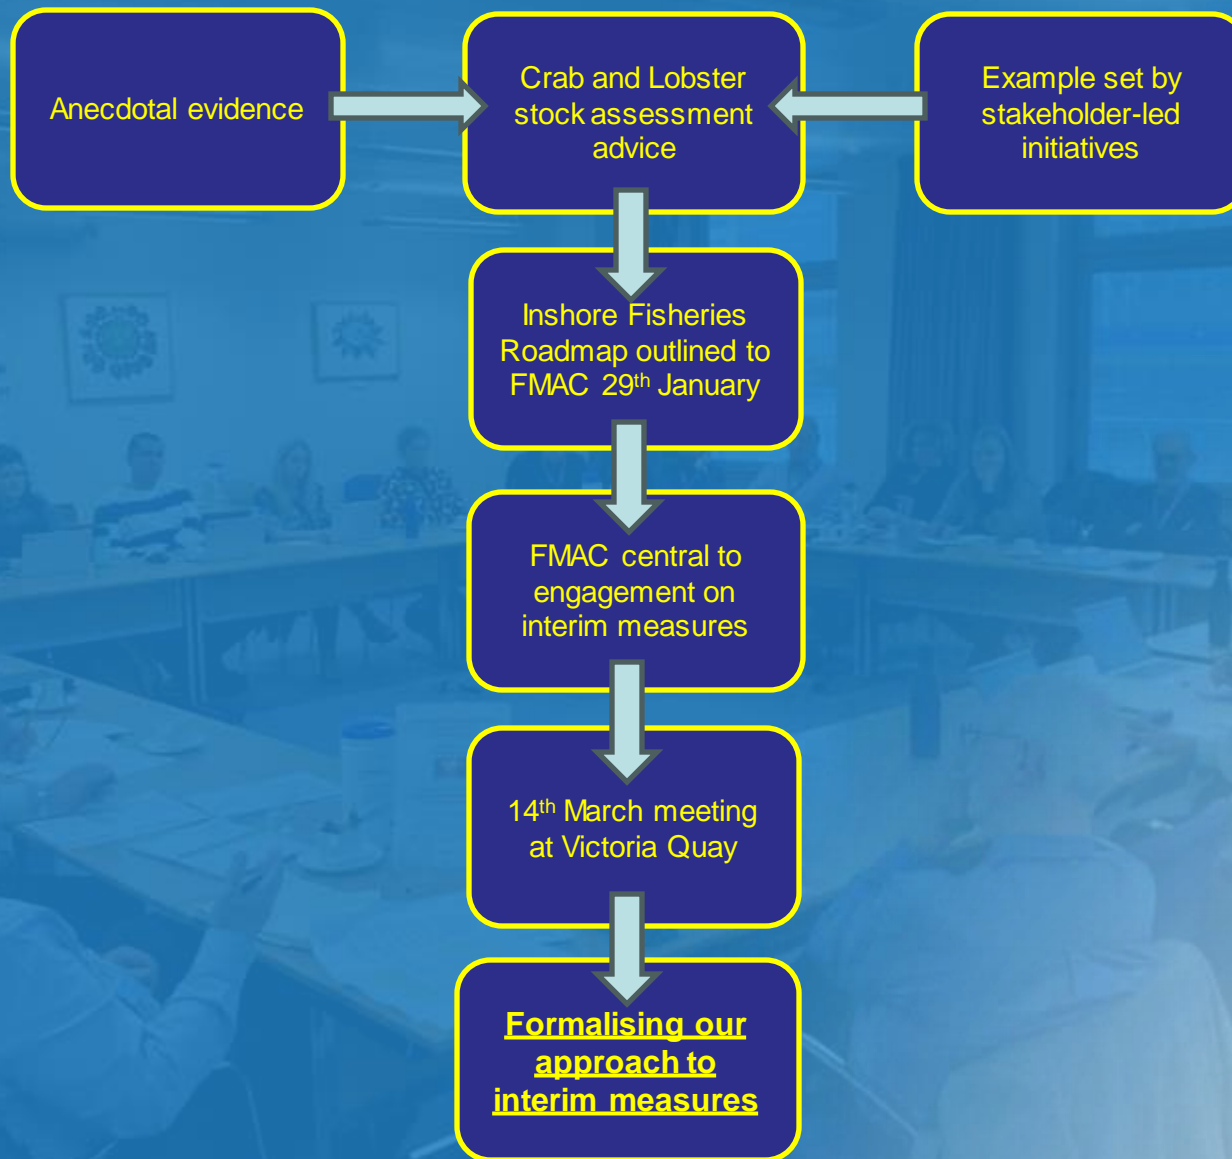 Anecdotal evidence
Crab and Lobster
stock assessment
advice
Example set by
stakeholder-led
initiatives
Inshore Fisheries
Roadmap outlined to
FMAC 29th January
FMAC central to
engagement on
interim measures
14th March meeting
at Victoria Quay
Formalising our
approach to
interim measures